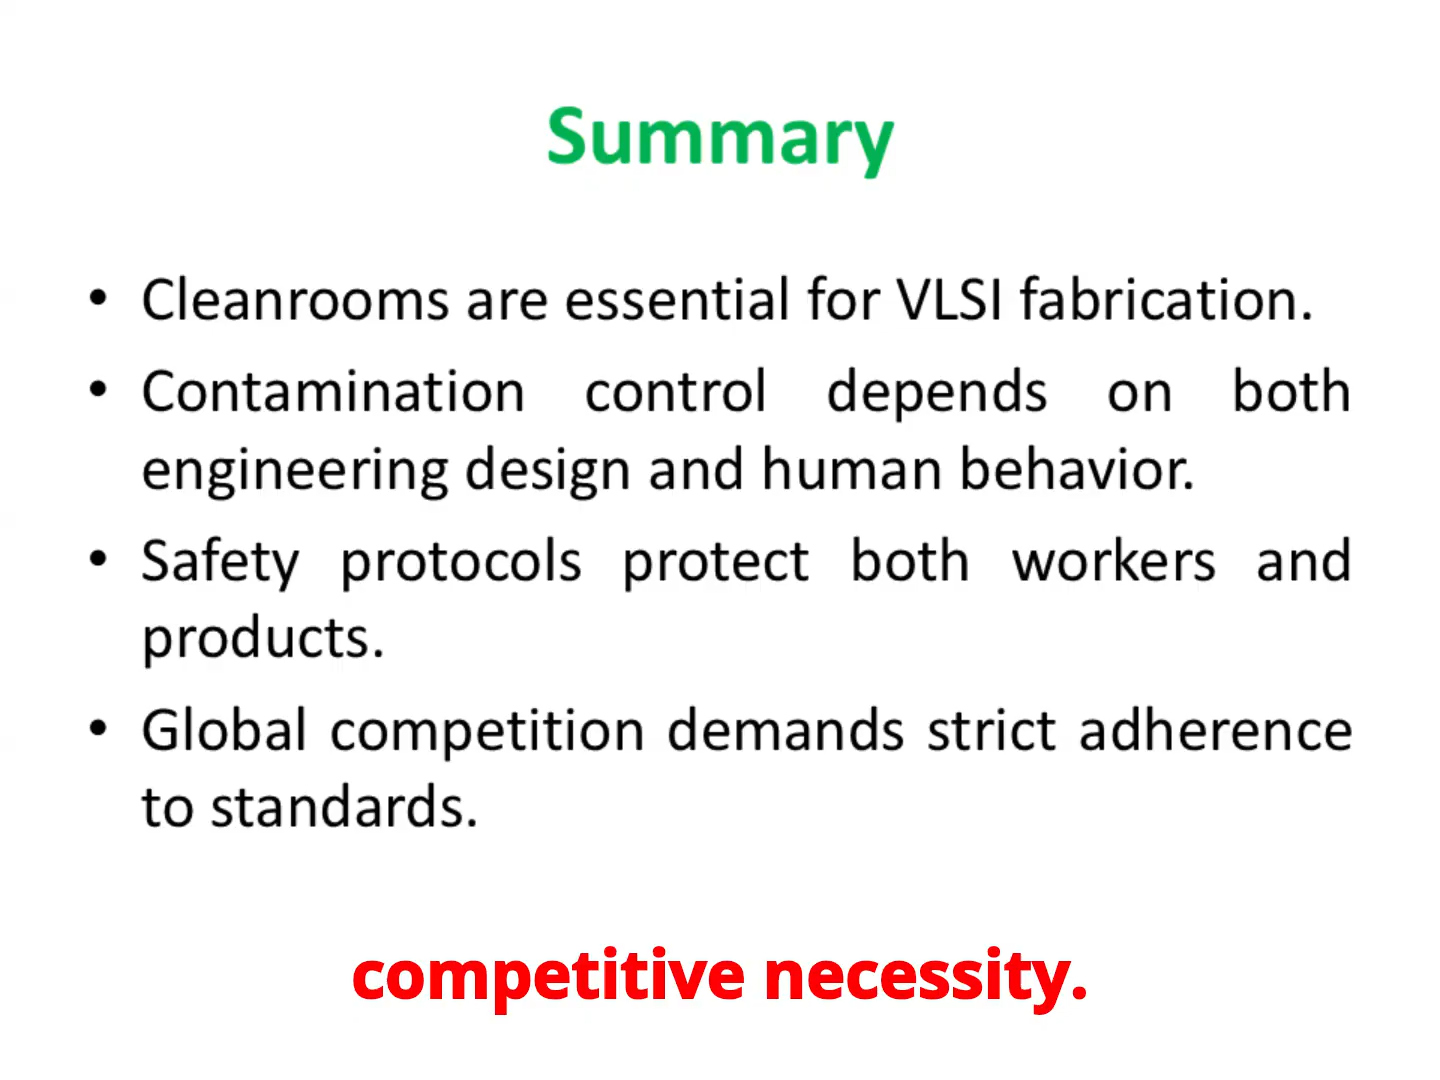 Summary
• Cleanrooms are essential for VLSI fabrication.
• Contamination control depends on both
engineering design and human behavior.
• Safety protocols protect both workers and
products.
• Global competition demands strict adherence
to standards.
competitive necessity.